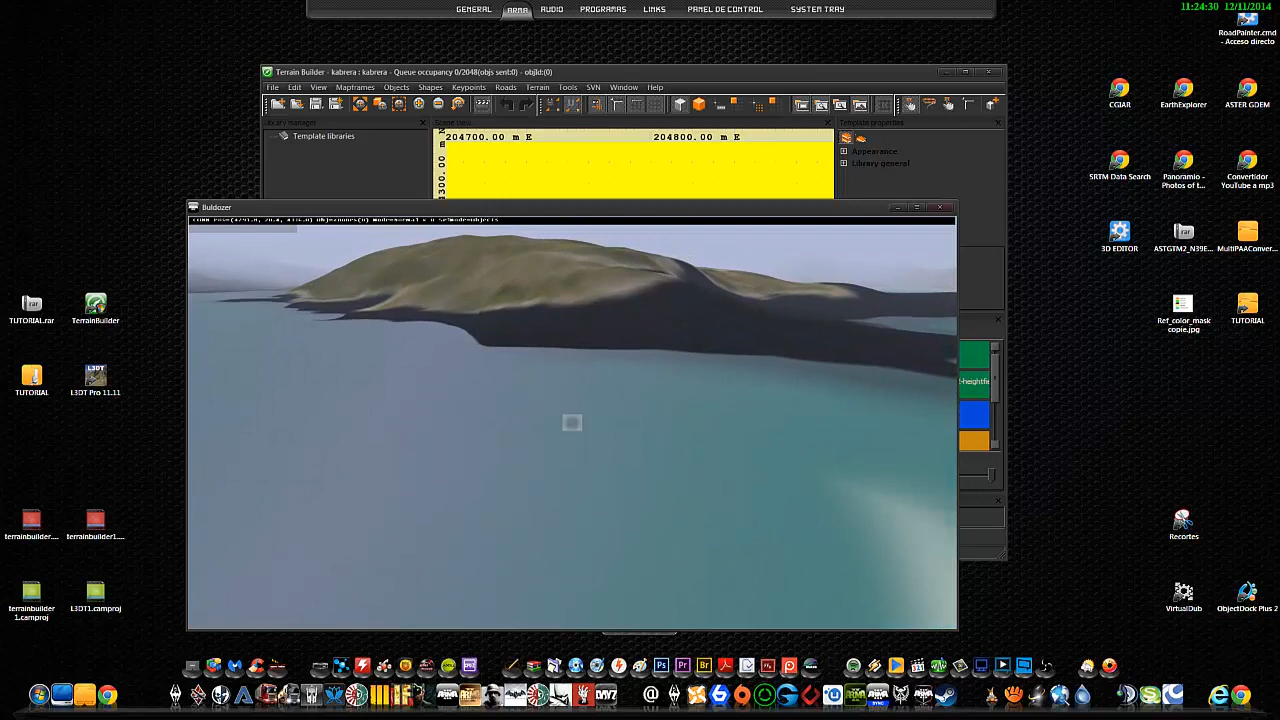 GENERAL ARMA AUDIO PROGRAMAS LINKS PANEL DE CONTROL SYSTEM TRAY
11:24:30 12/11/2014
RoadPainter.cmd
- Acceso directo
Terrain Builder - kabrera : kabrera - Queue occupancy 0/2048(objs sent:0) - objId:(0)
File Edit View Mapframes Objects Shapes Keypoints Roads Terrain Tools SVN Window Help
Template libraries
204700.00 m E 204800.00 m E
Template properties
Appearance
Library general
CGIAR EarthExplorer ASTER GDEM
SRTM Data Search
Panoramio -
Photos of t...
Convertidor
YouTube a mp3
3D EDITOR ASTGTM2_N39E... MultiPAAConver...
Buldozer
TUTORIAL.rar TerrainBuilder
Ref_color_mask
copie.jpg
TUTORIAL
TUTORIAL L3DT Pro 11.11
terrainbuilder.... terrainbuilder1....
Recortes
terrainbuilder
1.camproj
L3DT1.camproj
VirtualDub ObjectDock Plus 2